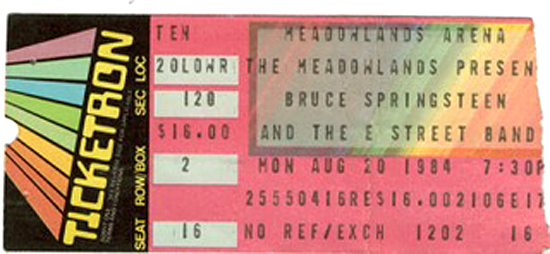 TICKETRON
SEAT ROW/BOX SEC LOC
TEN
20LOWR
120
$16.00
2
16
MEADOWLANDS ARENA
THE MEADOWLANDS PRESEN
BRUCE SPRINGSTEEN
AND THE E STREET BAND
MON AUG 20 1984 7:30P
25550416RES16.002106E17
NO REF/EXCH 1202 16